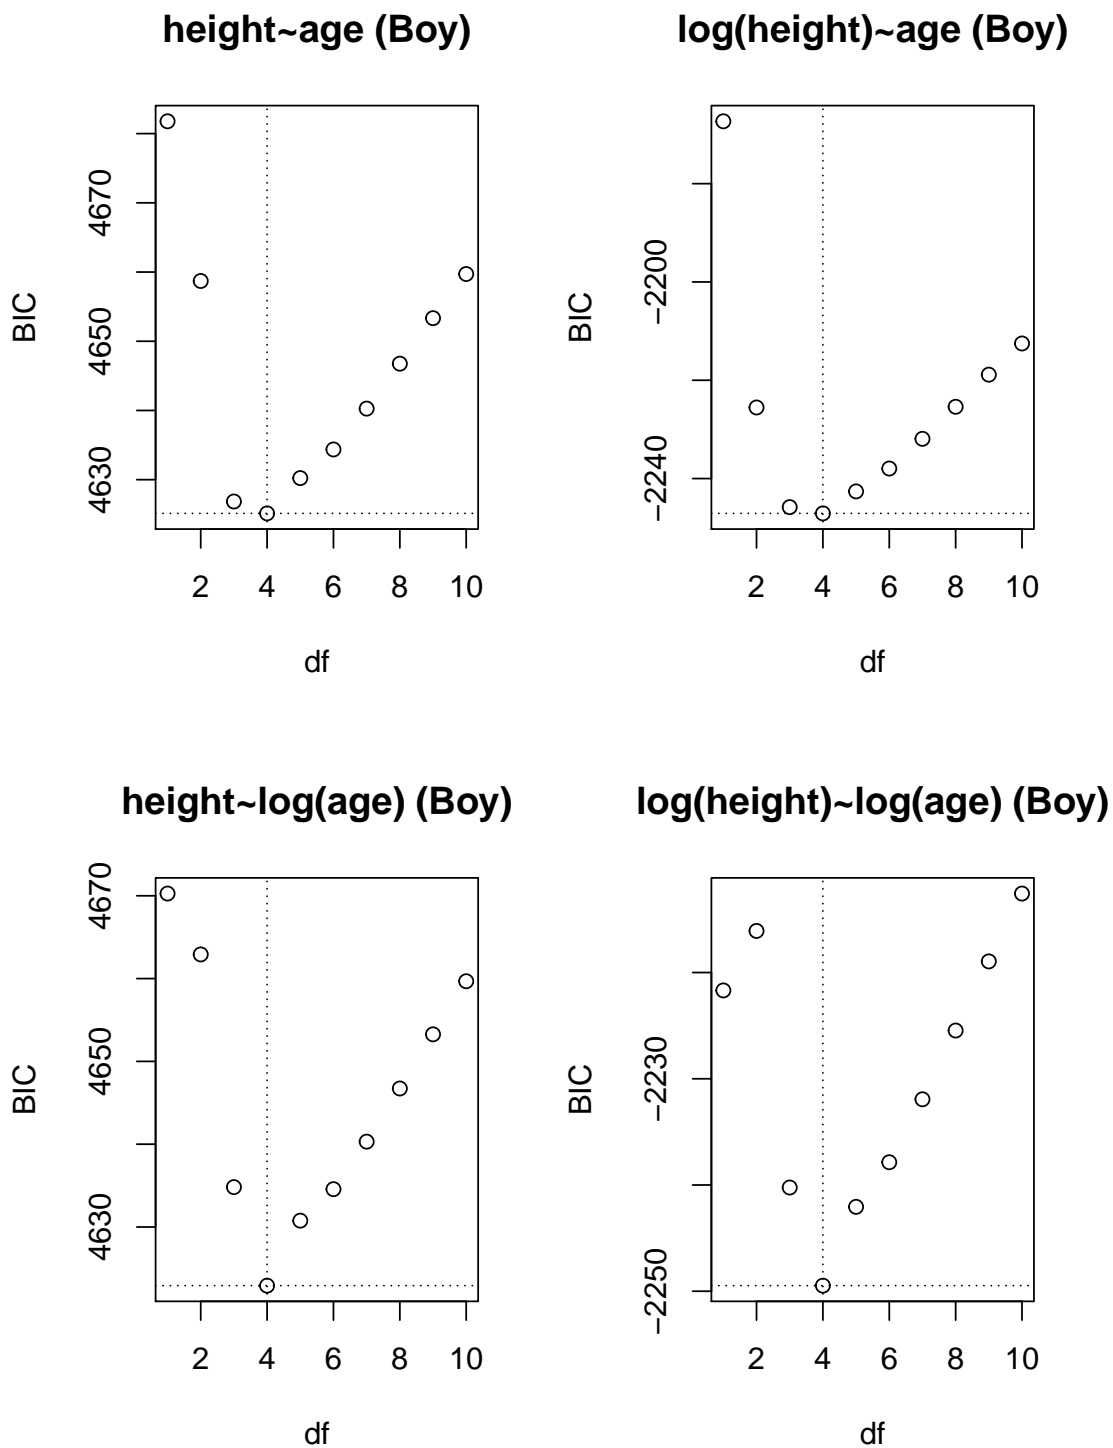 height~age (Boy)
BIC
4670
4650
4630
2 4 6 8 10
df
log(height)~age (Boy)
BIC
−2200
−2240
2 4 6 8 10
df
height~log(age) (Boy)
BIC
4670
4650
4630
2 4 6 8 10
df
log(height)~log(age) (Boy)
BIC
−2230
−2250
2 4 6 8 10
df